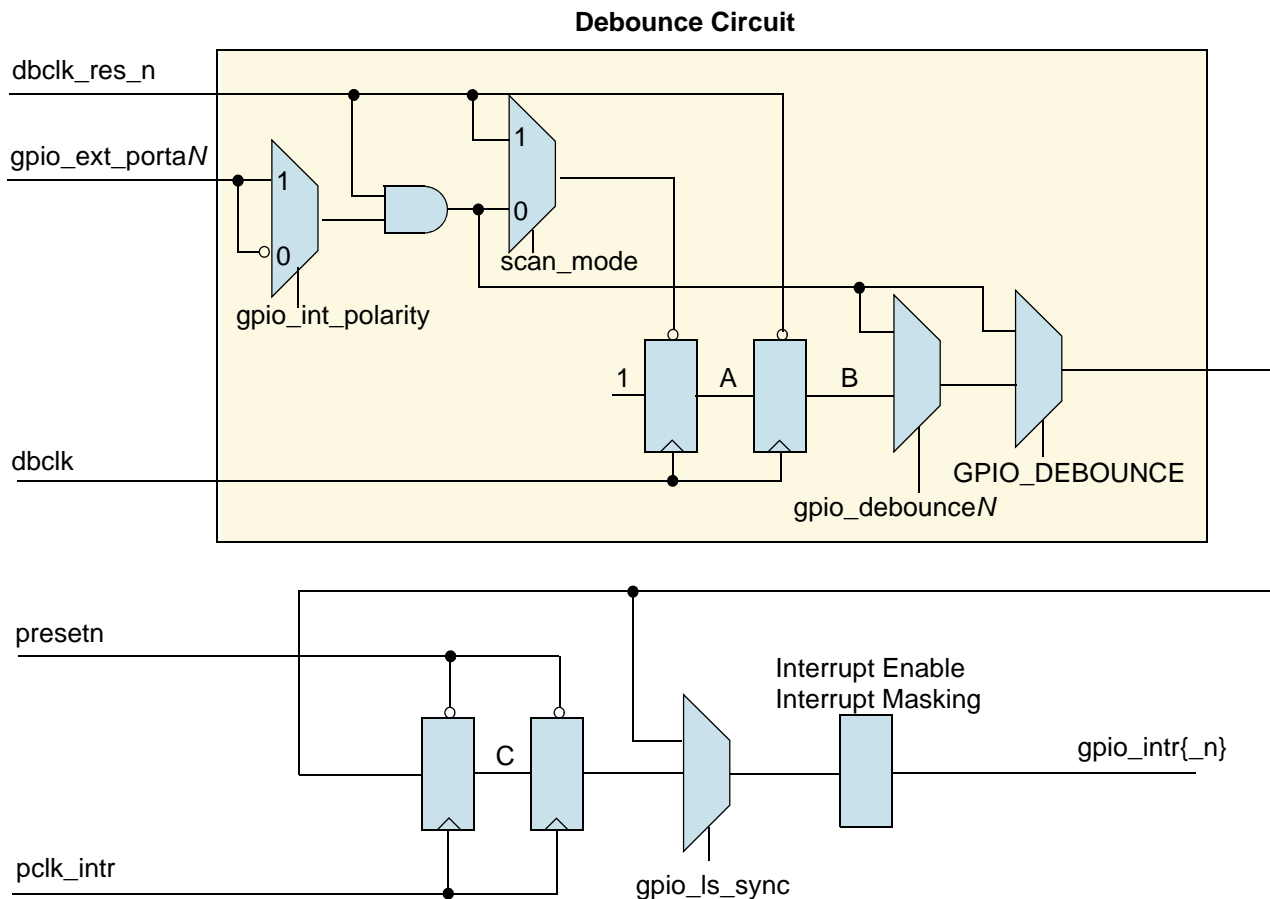 Debounce Circuit
dbclk_res_n
gpio_ext_portaN
1
0
1
0
scan_mode
gpio_int_polarity
1
A
B
dbclk
GPIO_DEBOUNCE
gpio_debounceN
presetn
Interrupt Enable
Interrupt Masking
C
gpio_intr{_n}
pclk_intr
gpio_ls_sync